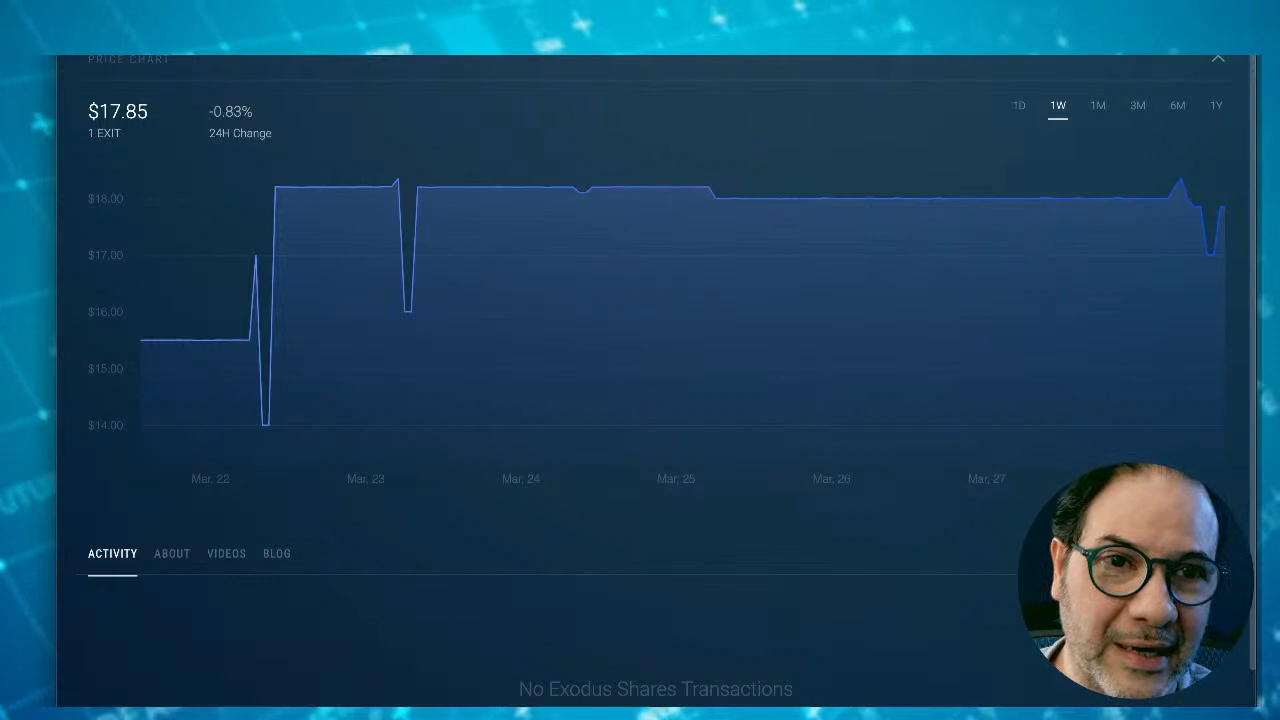 PRICE CHART
$17.85
-0.83%
1D 1W 1M 3M 6M 1Y
1 EXIT
24H Change
$18.00
$17.00
$16.00
$15.00
$14.00
Mar, 22 Mar, 23 Mar, 24 Mar, 25 Mar, 26 Mar, 27
ACTIVITY ABOUT VIDEOS BLOG
No Exodus Shares Transactions